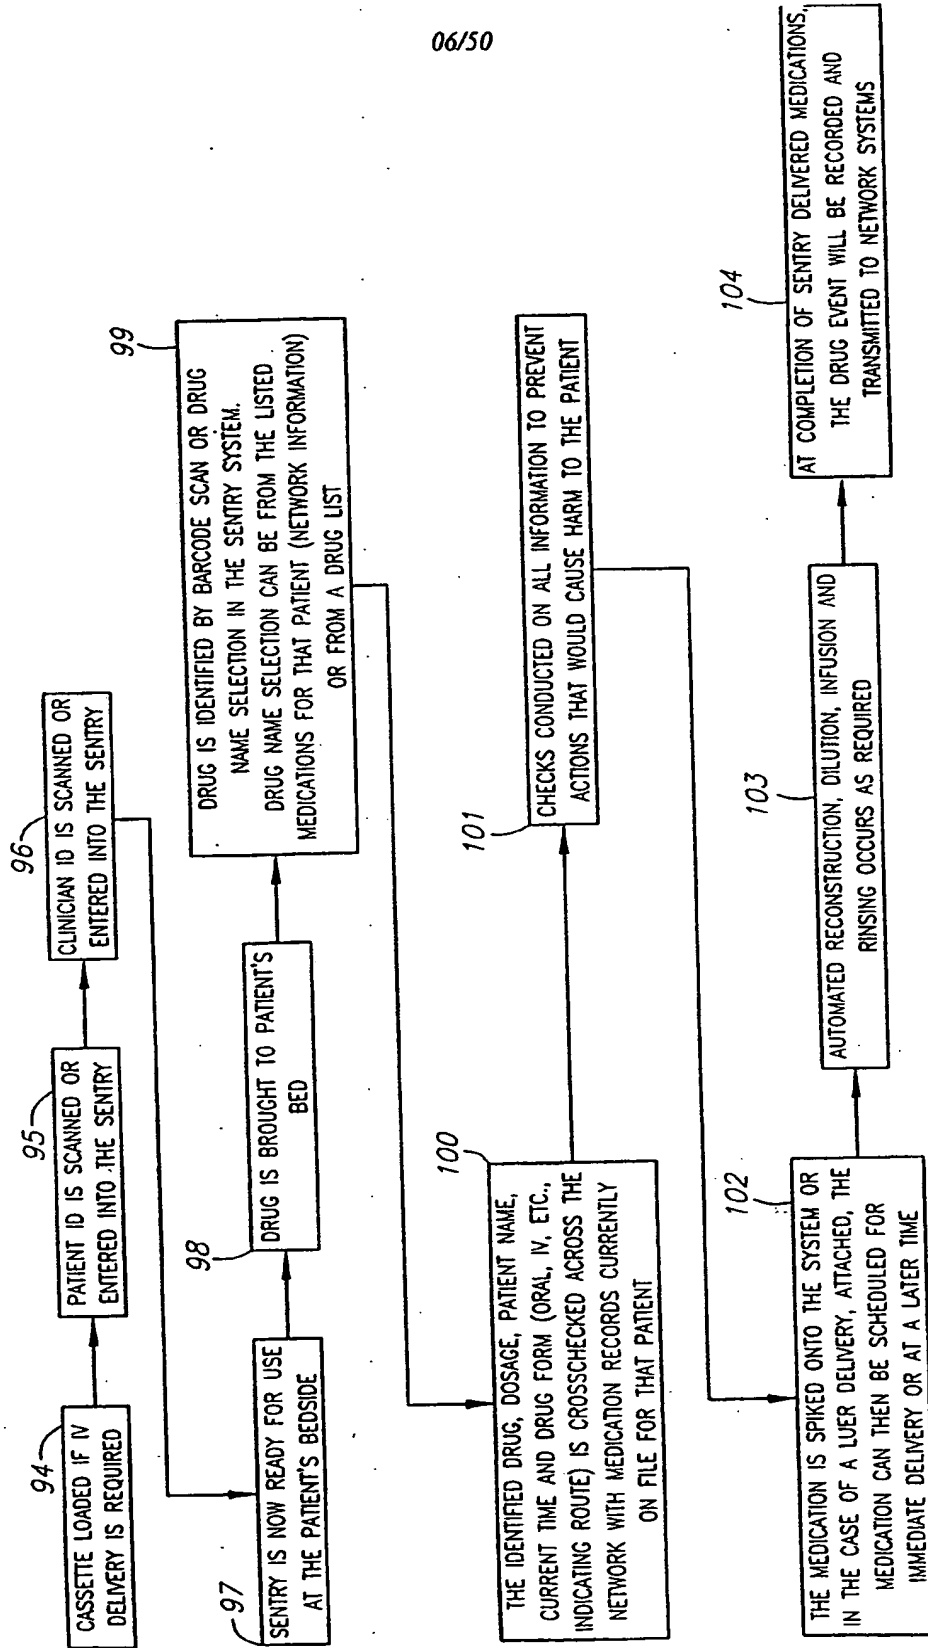 06/50
94
CASSETTE LOADED IF IV
DELIVERY IS REQUIRED
95
PATIENT ID IS SCANNED OR
ENTERED INTO THE SENTRY
96
CLINICIAN ID IS SCANNED OR
ENTERED INTO THE SENTRY
97
SENTRY IS NOW READY FOR USE
AT THE PATIENT'S BEDSIDE
98
DRUG IS BROUGHT TO PATIENT'S
BED
99
DRUG IS IDENTIFIED BY BARCODE SCAN OR DRUG
NAME SELECTION IN THE SENTRY SYSTEM.
DRUG NAME SELECTION CAN BE FROM THE LISTED
MEDICATIONS FOR THAT PATIENT (NETWORK INFORMATION)
OR FROM A DRUG LIST
100
THE IDENTIFIED DRUG, DOSAGE, PATIENT NAME,
CURRENT TIME AND DRUG FORM (ORAL, IV, ETC.,
INDICATING ROUTE) IS CROSSCHECKED ACROSS THE
NETWORK WITH MEDICATION RECORDS CURRENTLY
ON FILE FOR THAT PATIENT
101
CHECKS CONDUCTED ON ALL INFORMATION TO PREVENT
ACTIONS THAT WOULD CAUSE HARM TO THE PATIENT
102
THE MEDICATION IS SPIKED ONTO THE SYSTEM OR
IN THE CASE OF A LUER DELIVERY, ATTACHED, THE
MEDICATION CAN THEN BE SCHEDULED FOR
IMMEDIATE DELIVERY OR AT A LATER TIME
103
AUTOMATED RECONSTRUCTION, DILUTION, INFUSION AND
RINSING OCCURS AS REQUIRED
104
AT COMPLETION OF SENTRY DELIVERED MEDICATIONS,
THE DRUG EVENT WILL BE RECORDED AND
TRANSMITTED TO NETWORK SYSTEMS